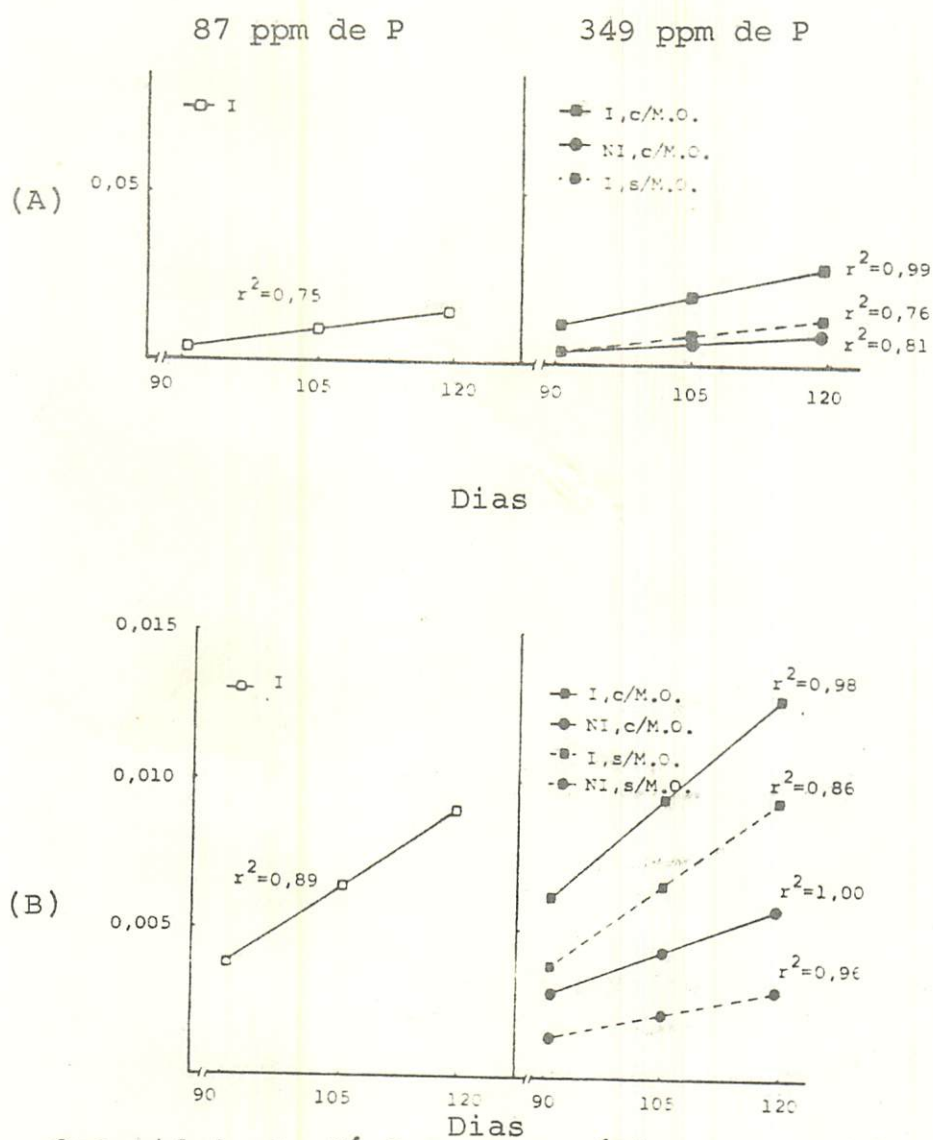 87 ppm de P
349 ppm de P
I
I,c/M.O.
NI,c/M.O.
I,s/M.O.
(A)
0,05
r²=0,75
r²=0,99
r²=0,76
r²=0,81
90 105 120
90 105 120
Dias
0,015
I
I,c/M.O.
NI,c/M.O.
I,s/M.O.
NI,s/M.O.
r²=0,98
0,010
r²=0,86
r²=0,89
(B)
r²=1,00
0,005
r²=0,96
90 105 120
90 105 120
Dias